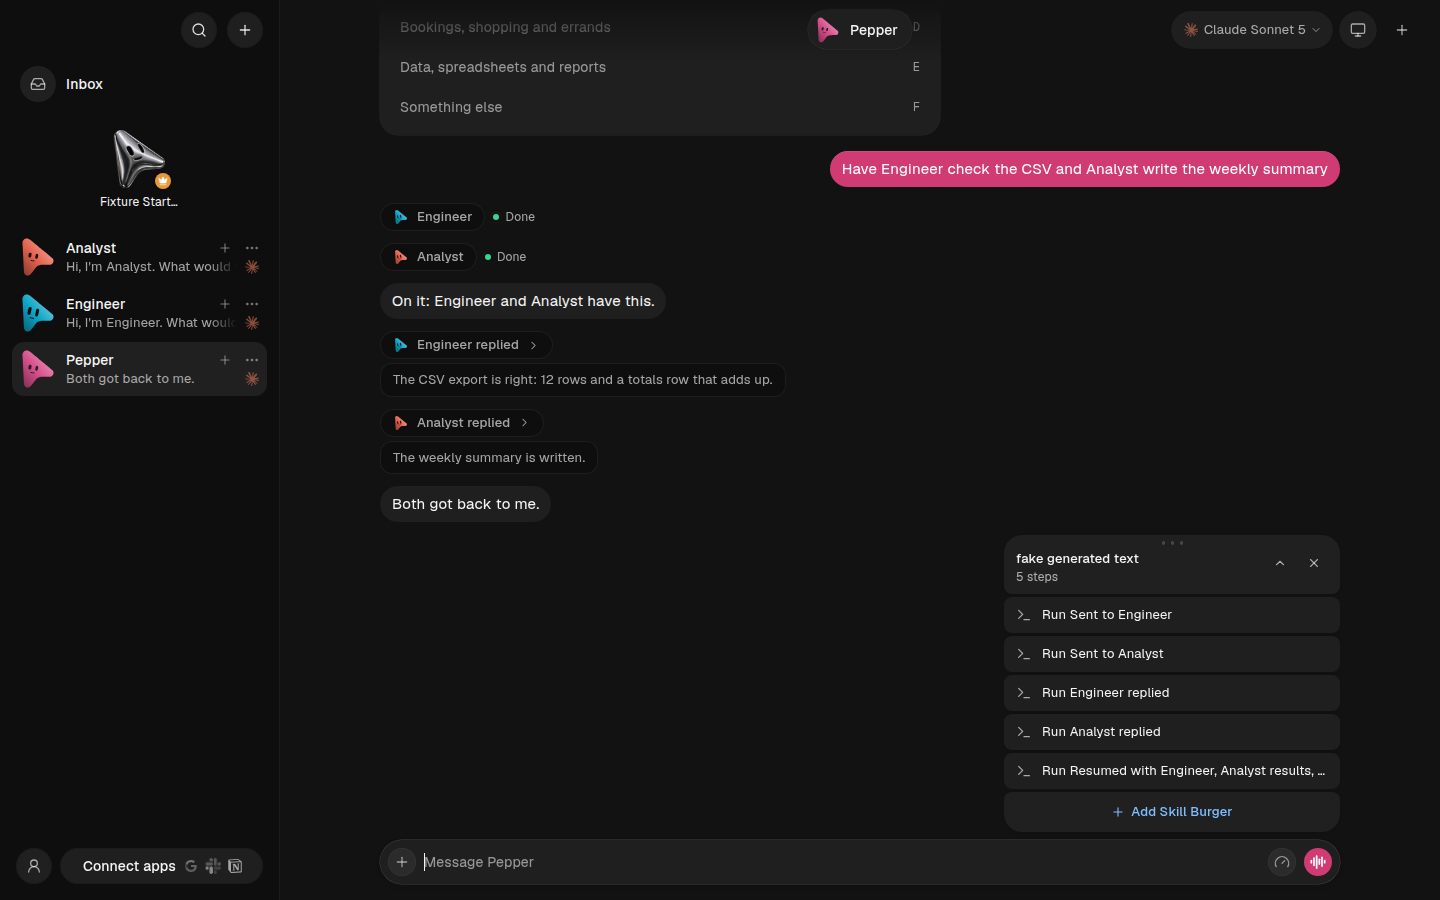 Inbox
Fixture Start…
Analyst
Hi, I'm Analyst. What would
Engineer
Hi, I'm Engineer. What would
Pepper
Both got back to me.
Connect apps
Pepper
Claude Sonnet 5
Bookings, shopping and errands D
Data, spreadsheets and reports E
Something else F
Have Engineer check the CSV and Analyst write the weekly summary
Engineer Done
Analyst Done
On it: Engineer and Analyst have this.
Engineer replied
The CSV export is right: 12 rows and a totals row that adds up.
Analyst replied
The weekly summary is written.
Both got back to me.
fake generated text
5 steps
Run Sent to Engineer
Run Sent to Analyst
Run Engineer replied
Run Analyst replied
Run Resumed with Engineer, Analyst results, …
Add Skill Burger
Message Pepper